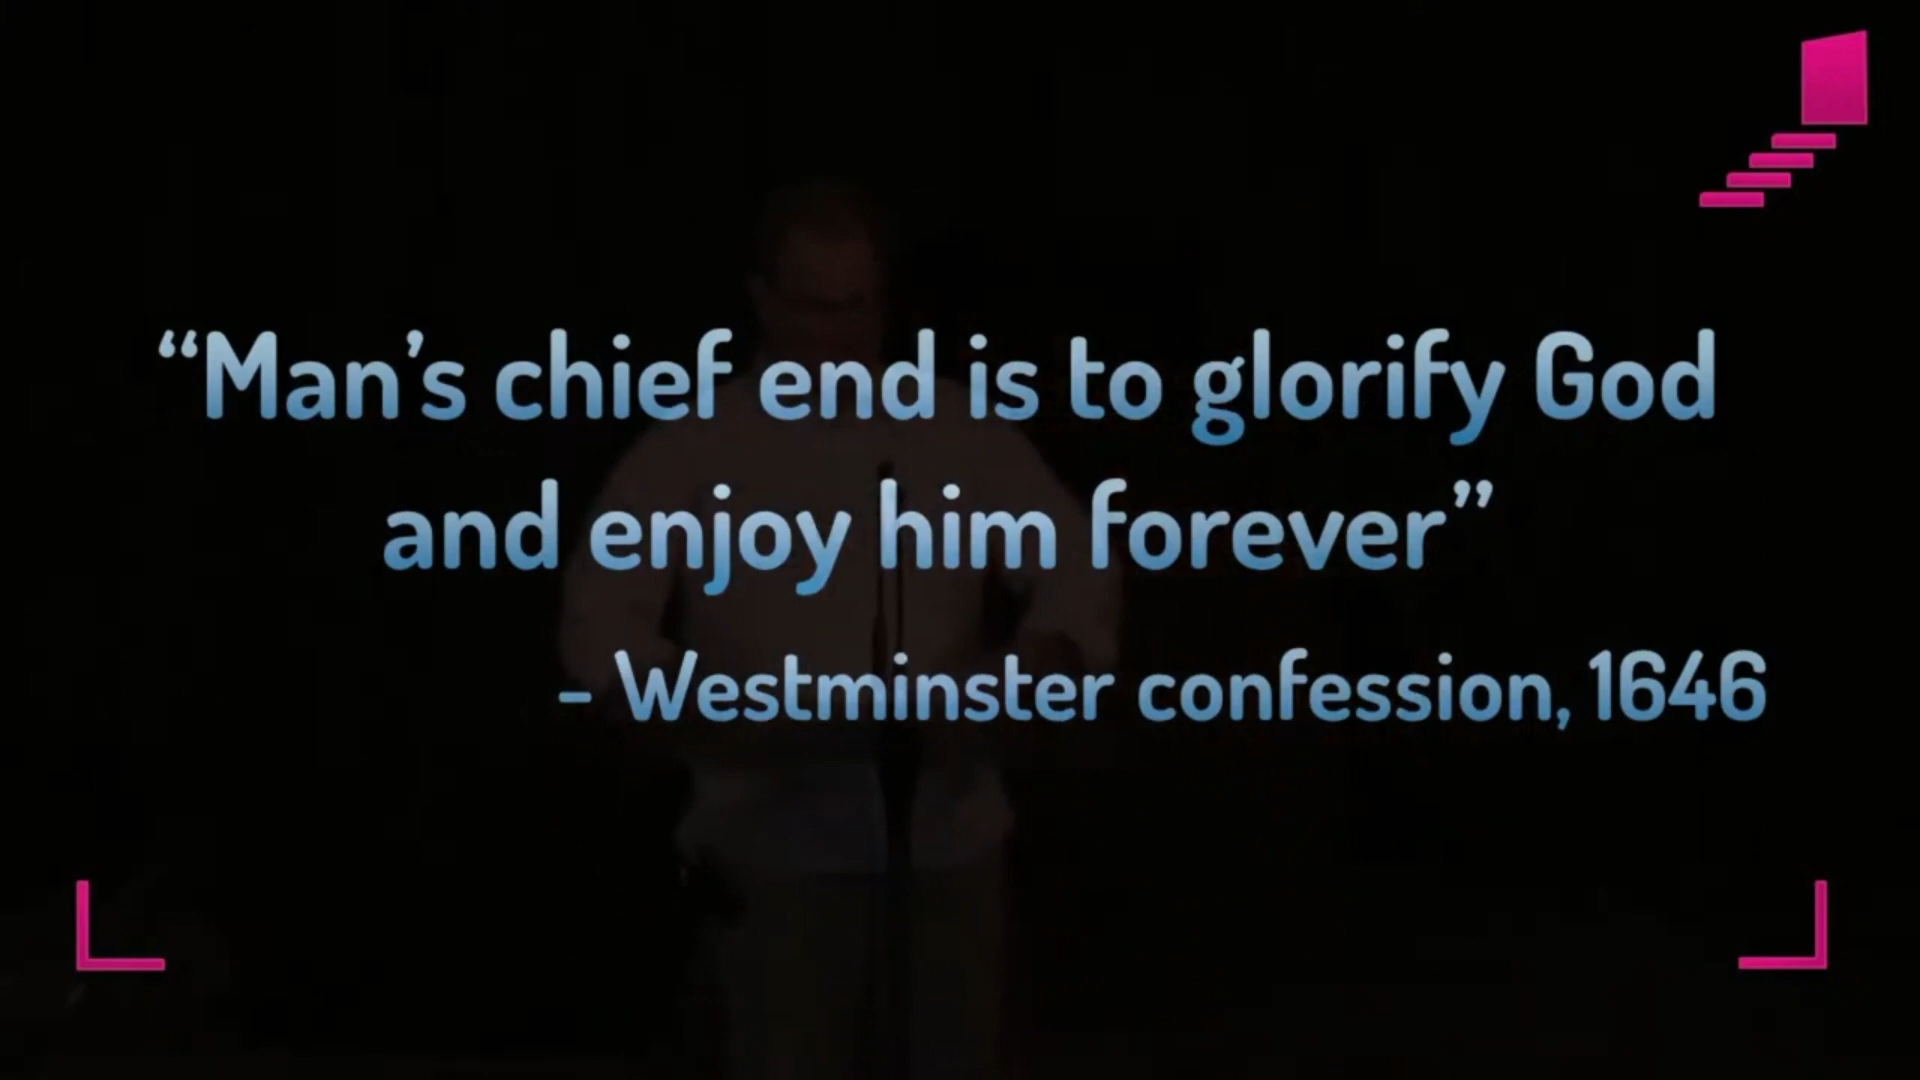 “Man’s chief end is to glorify God
and enjoy him forever”
– Westminster confession, 1646